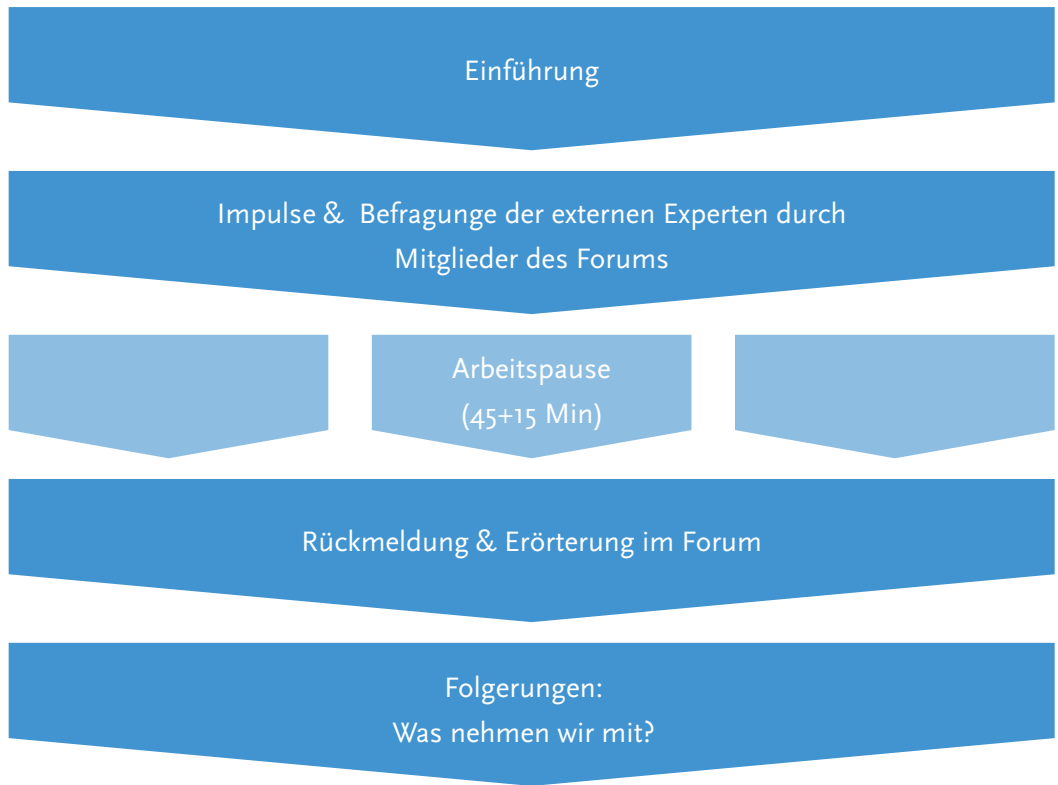 Einführung
Impulse & Befragunge der externen Experten durch
Mitglieder des Forums
Arbeitspause
(45+15 Min)
Rückmeldung & Erörterung im Forum
Folgerungen:
Was nehmen wir mit?